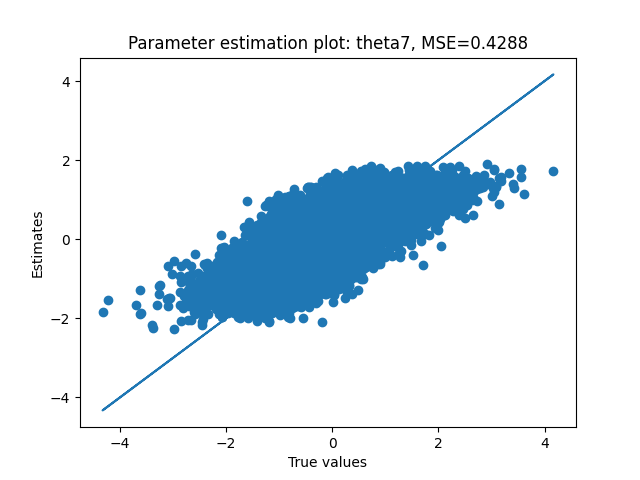 Parameter estimation plot: theta7, MSE=0.4288
4
2
0
−2
−4
Estimates
−4 −2 0 2 4
True values